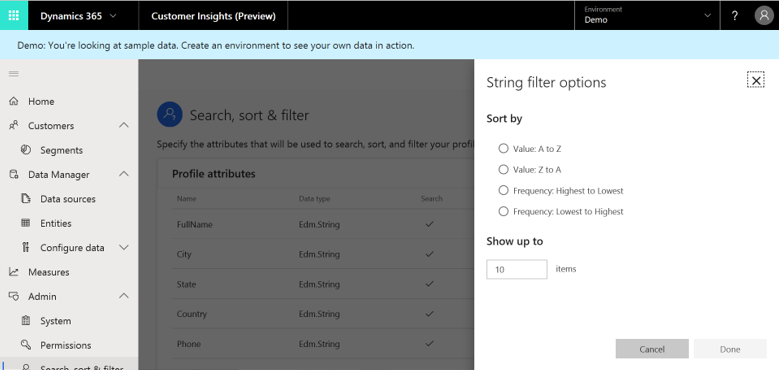 Dynamics 365
Customer Insights (Preview)
Environment
Demo
?
Demo: You're looking at sample data. Create an environment to see your own data in action.
Home
Customers
Segments
Data Manager
Data sources
Entities
Configure data
Measures
Admin
System
Permissions
Search, sort & filter
Search, sort & filter
Specify the attributes that will be used to search, sort, and filter your profil
Profile attributes
Name Data type Search
FullName Edm.String
City Edm.String
State Edm.String
Country Edm.String
Phone Edm.String
String filter options
Sort by
Value: A to Z
Value: Z to A
Frequency: Highest to Lowest
Frequency: Lowest to Highest
Show up to
10 items
Cancel Done